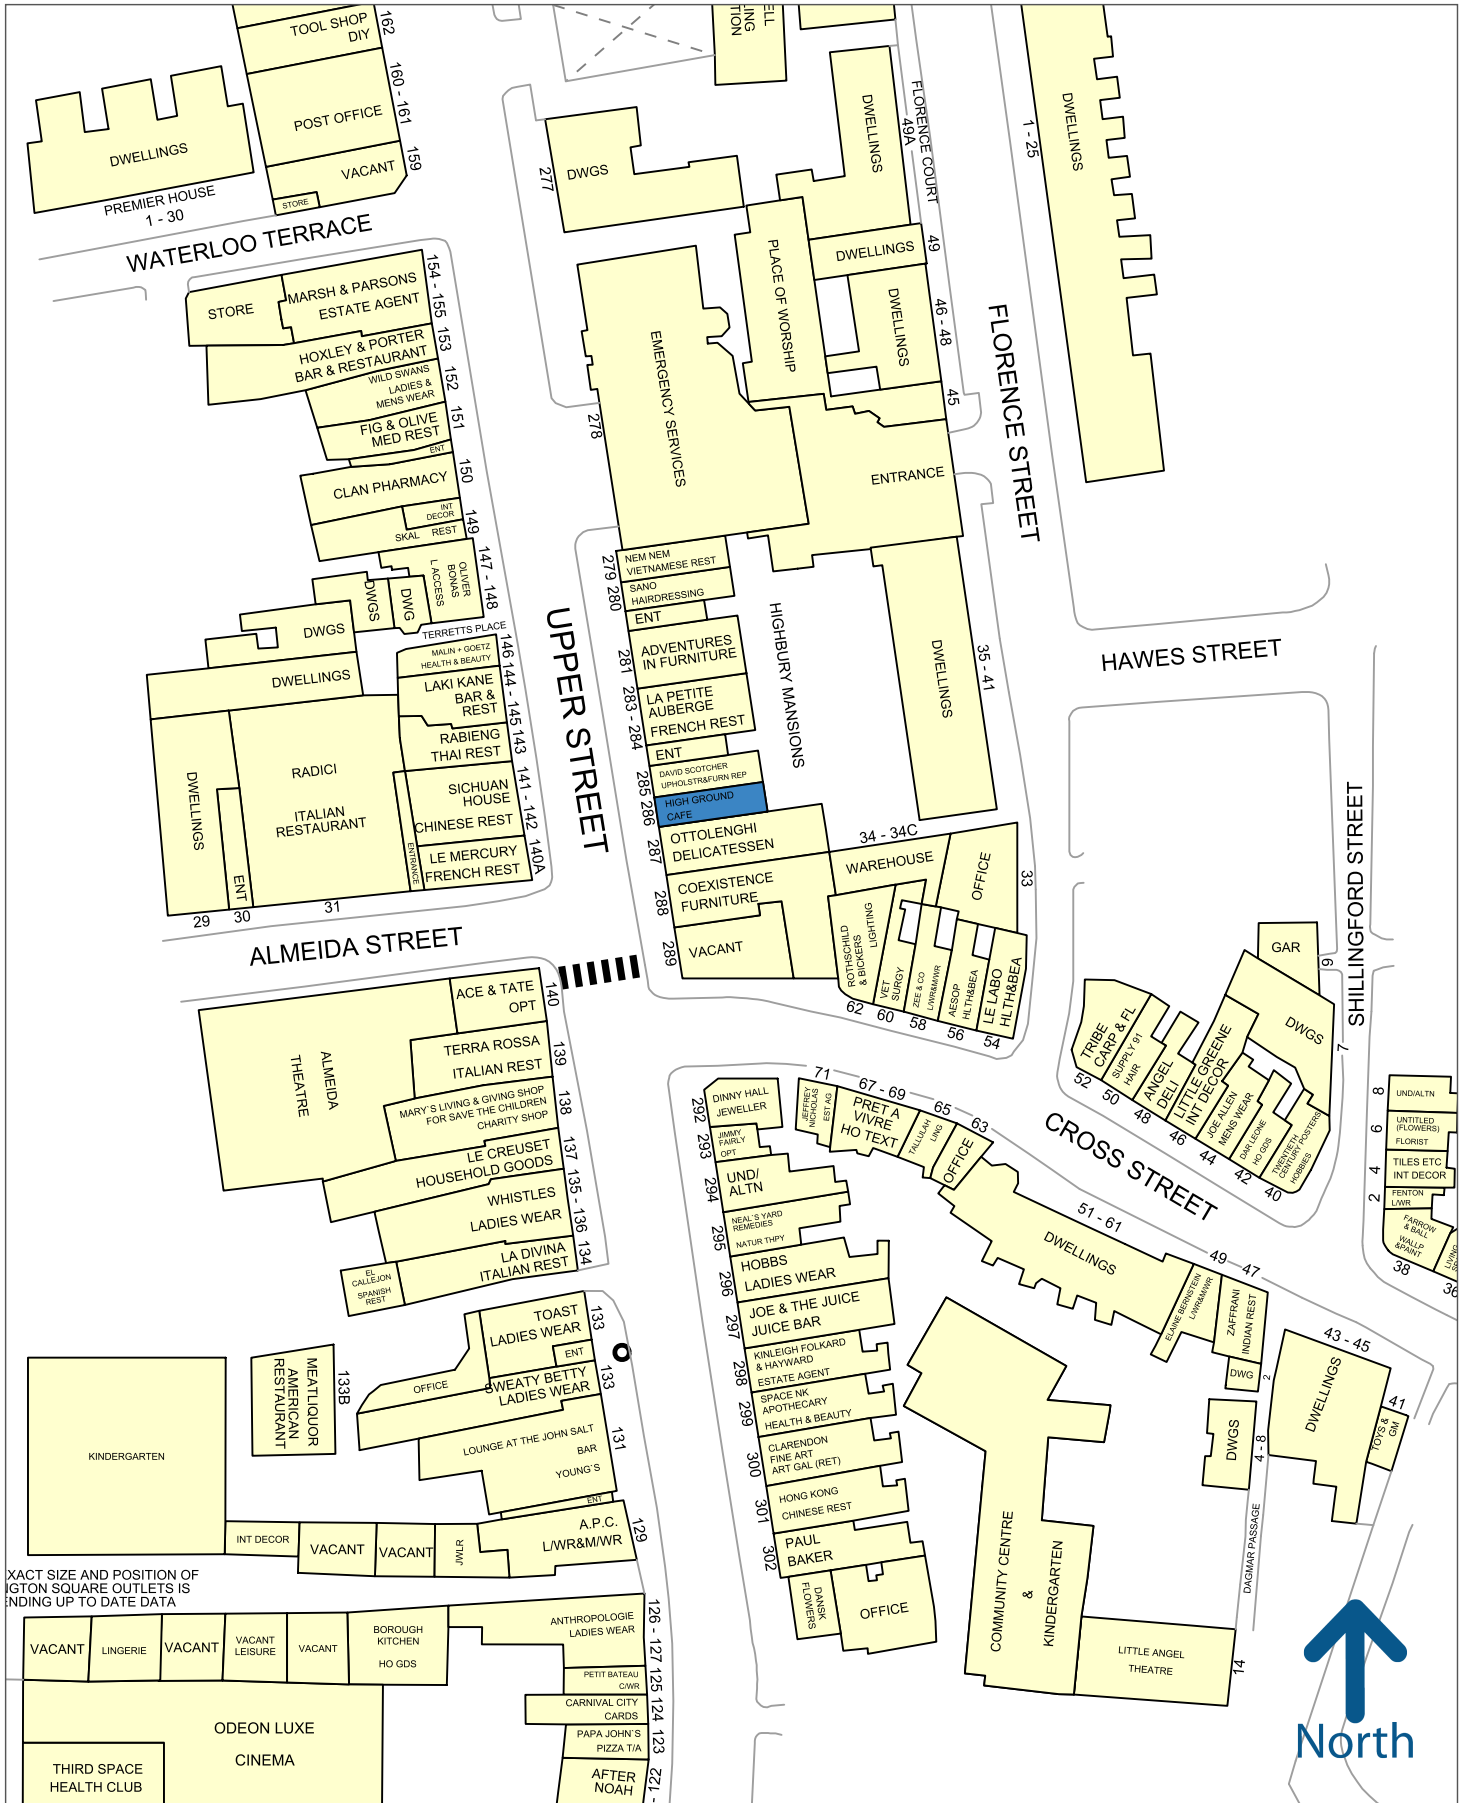 TOOL SHOP
DIY
162
160 - 161
POST OFFICE
159
VACANT
STORE
DWELLINGS
PREMIER HOUSE
1 - 30
WATERLOO TERRACE
277
DWGS
DWELLINGS
FLORENCE COURT
49A
1 - 25
DWELLINGS
PLACE OF WORSHIP
DWELLINGS
49
DWELLINGS
46 - 48
45
ENTRANCE
EMERGENCY SERVICES
278
FLORENCE STREET
STORE
MARSH & PARSONS
ESTATE AGENT
154 - 155
HOXLEY & PORTER
BAR & RESTAURANT
153
WILD SWANS
LADIES &
MENS WEAR
152
FIG & OLIVE
MED REST
151
ENT
CLAN PHARMACY
150
INT
DECOR
SKAL REST
149
OLIVER
BONAS
L ACCESS
147 - 148
DWG
DWGS
DWGS
DWELLINGS
TERRETTS PLACE
MALIN + GOETZ
HEALTH & BEAUTY
146
LAKI KANE
BAR &
REST
144 - 145
RABIENG
THAI REST
143
SICHUAN
HOUSE
CHINESE REST
141 - 142
LE MERCURY
FRENCH REST
140A
ENTRANCE
RADICI
ITALIAN
RESTAURANT
DWELLINGS
ENT
29
30
31
ALMEIDA STREET
UPPER STREET
NEM NEM
VIETNAMESE REST
279
SANO
HAIRDRESSING
280
ENT
ADVENTURES
IN FURNITURE
281
LA PETITE
AUBERGE
FRENCH REST
283 - 284
ENT
DAVID SCOTCHER
UPHOLSTR&FURN REP
285
HIGH GROUND
CAFE
286
OTTOLENGHI
DELICATESSEN
287
COEXISTENCE
FURNITURE
288
VACANT
289
HIGHBURY MANSIONS
DWELLINGS
35 - 41
HAWES STREET
34 - 34C
WAREHOUSE
OFFICE
33
ROTHSCHILD
& BICKERS
LIGHTING
62
VET
SURGY
60
ZEE & CO
L/WR&M/WR
58
AESOP
HLTH&BEA
56
LE LABO
HLTH&BEA
54
SHILLINGFORD STREET
GAR
9
DWGS
7
TRIBE
CARP & FL
52
SUPPLY 91
HAIR
50
ANGEL
DELI
48
LITTLE GREENE
INT DECOR
46
JOE ALLEN
MENS WEAR
44
DAR LEONE
HO GDS
42
TWENTIETH
CENTURY POSTERS
HOBBIES
40
UND/ALTN
8
UNTITLED
(FLOWERS)
FLORIST
6
TILES ETC
INT DECOR
4
FENTON
L/WR
2
FARROW
& BALL
WALLP
&PAINT
38
36
CROSS STREET
ALMEIDA
THEATRE
ACE & TATE
OPT
140
TERRA ROSSA
ITALIAN REST
139
MARY`S LIVING & GIVING SHOP
FOR SAVE THE CHILDREN
CHARITY SHOP
138
LE CREUSET
HOUSEHOLD GOODS
137
WHISTLES
LADIES WEAR
135 - 136
LA DIVINA
ITALIAN REST
134
EL
CALLEJON
SPANISH
REST
TOAST
LADIES WEAR
133
ENT
OFFICE
SWEATY BETTY
LADIES WEAR
133
MEATLIQUOR
AMERICAN
RESTAURANT
133B
LOUNGE AT THE JOHN SALT
BAR
YOUNG`S
131
ENT
A.P.C.
L/WR&M/WR
129
KINDERGARTEN
INT DECOR
VACANT
VACANT
JWLR
XACT SIZE AND POSITION OF
GTON SQUARE OUTLETS IS
ENDING UP TO DATE DATA
VACANT
LINGERIE
VACANT
VACANT
LEISURE
VACANT
BOROUGH
KITCHEN
HO GDS
ANTHROPOLOGIE
LADIES WEAR
126 - 127
PETIT BATEAU
C/WR
125
CARNIVAL CITY
CARDS
124
PAPA JOHN`S
PIZZA T/A
123
AFTER
NOAH
122 -
ODEON LUXE
CINEMA
THIRD SPACE
HEALTH CLUB
DINNY HALL
JEWELLER
292
JIMMY
FAIRLY
OPT
293
UND/
ALTN
294
NEAL`S YARD
REMEDIES
NATUR THPY
295
HOBBS
LADIES WEAR
296
JOE & THE JUICE
JUICE BAR
297
KINLEIGH FOLKARD
& HAYWARD
ESTATE AGENT
298
SPACE NK
APOTHECARY
HEALTH & BEAUTY
299
CLARENDON
FINE ART
ART GAL (RET)
300
HONG KONG
CHINESE REST
301
PAUL
BAKER
302
DANSK
FLOWERS
OFFICE
JEFFREY
NICHOLAS
EST AG
71
PRET A
VIVRE
HO TEXT
67 - 69
TALLULAH
LING
65
OFFICE
63
DWELLINGS
51 - 61
ELAINE BERNSTEIN
L/WR&M/WR
49
ZAFFRANI
INDIAN REST
47
DWG
2
DWELLINGS
43 - 45
TOYS &
GM
41
DWGS
4 - 8
DAGMAR PASSAGE
COMMUNITY CENTRE
&
KINDERGARTEN
LITTLE ANGEL
THEATRE
14
North